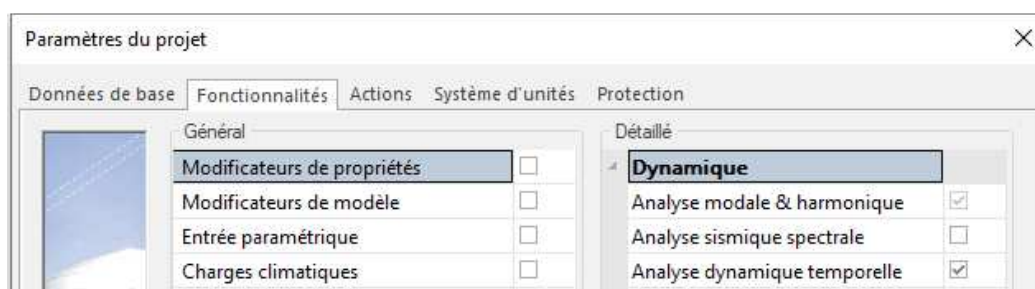 Paramètres du projet
Données de base Fonctionnalités Actions Système d'unités Protection
Général
Modificateurs de propriétés
Modificateurs de modèle
Entrée paramétrique
Charges climatiques
Détaillé
Dynamique
Analyse modale & harmonique
Analyse sismique spectrale
Analyse dynamique temporelle